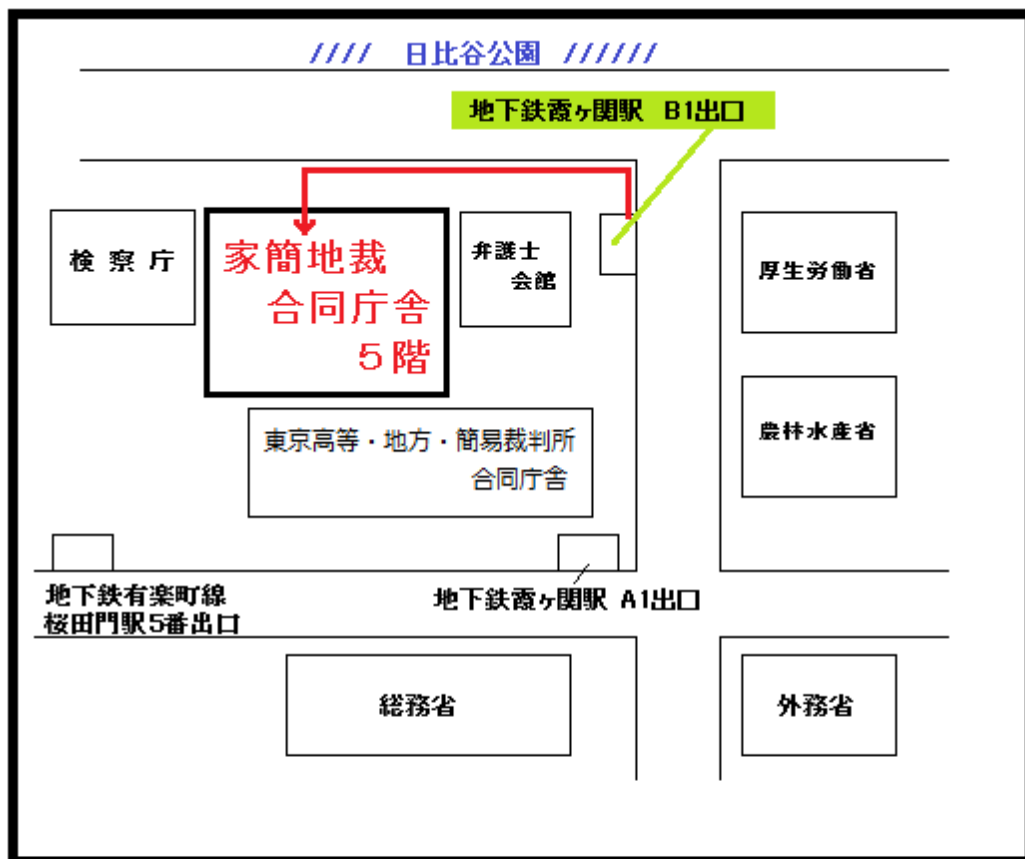 //// 日比谷公園 //////
地下鉄霞ヶ関駅 B1出口
検察庁
家簡地裁
合同庁舎
5階
弁護士
会館
厚生労働省
農林水産省
東京高等・地方・簡易裁判所
合同庁舎
地下鉄有楽町線
桜田門駅5番出口
地下鉄霞ヶ関駅 A1出口
総務省
外務省